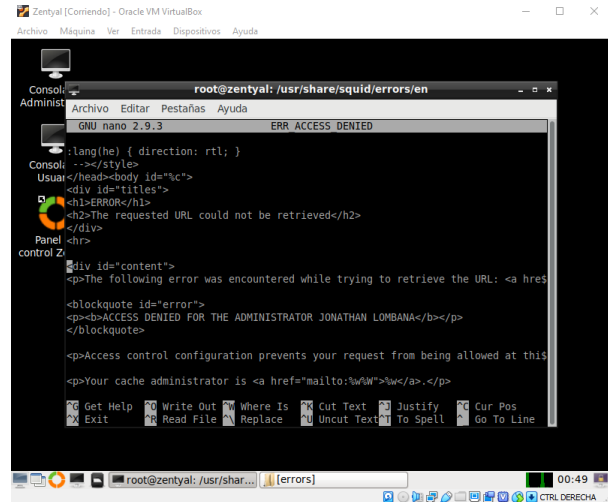 Zentyal [Corriendo] - Oracle VM VirtualBox
Archivo Máquina Ver Entrada Dispositivos Ayuda
Consola
Administ
root@zentyal: /usr/share/squid/errors/en
Archivo Editar Pestañas Ayuda
GNU nano 2.9.3 ERR_ACCESS_DENIED
:lang(he) { direction: rtl; }
--></style>
</head><body id="%c">
<div id="titles">
<h1>ERROR</h1>
<h2>The requested URL could not be retrieved</h2>
</div>
<hr>
<div id="content">
<p>The following error was encountered while trying to retrieve the URL: <a hre$
<blockquote id="error">
<p><b>ACCESS DENIED FOR THE ADMINISTRATOR JONATHAN LOMBANA</b></p>
</blockquote>
<p>Access control configuration prevents your request from being allowed at thi$
<p>Your cache administrator is <a href="mailto:%w%W">%w</a>.</p>
^G Get Help ^O Write Out ^W Where Is ^K Cut Text ^J Justify ^C Cur Pos
^X Exit ^R Read File ^\ Replace ^U Uncut Text ^T To Spell ^_ Go To Line
Consola
Usuar
Panel
control Ze
root@zentyal: /usr/shar... [errors] 00:49
CTRL DERECHA